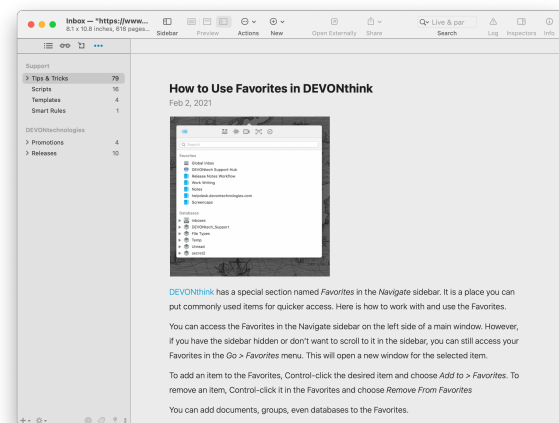 Inbox — "https://www...
8.1 x 10.8 inches, 618 pages...
Sidebar
Preview
Actions
New
Open Externally
Share
Live & par
Search
Log
Inspectors
Info
Support
Tips & Tricks 79
Scripts 16
Templates 4
Smart Rules 1
DEVONtechnologies
Promotions 4
Releases 10
How to Use Favorites in DEVONthink
Feb 2, 2021
Search
Favorites
Global Inbox
DEVONtech Support Hub
Release Notes Workflow
Work Writing
Notes
helpdesk.devontechnologies.com
Screencaps
Databases
Inboxes
DEVONtech_Support
File Types
Temp
Unread
secret2
DEVONthink has a special section named Favorites in the Navigate sidebar. It is a place you can
put commonly used items for quicker access. Here is how to work with and use the Favorites.
You can access the Favorites in the Navigate sidebar on the left side of a main window. However,
if you have the sidebar hidden or don't want to scroll to it in the sidebar, you can still access your
Favorites in the Go > Favorites menu. This will open a new window for the selected item.
To add an item to the Favorites, Control-click the desired item and choose Add to > Favorites. To
remove an item, Control-click it in the Favorites and choose Remove From Favorites
You can add documents, groups, even databases to the Favorites.